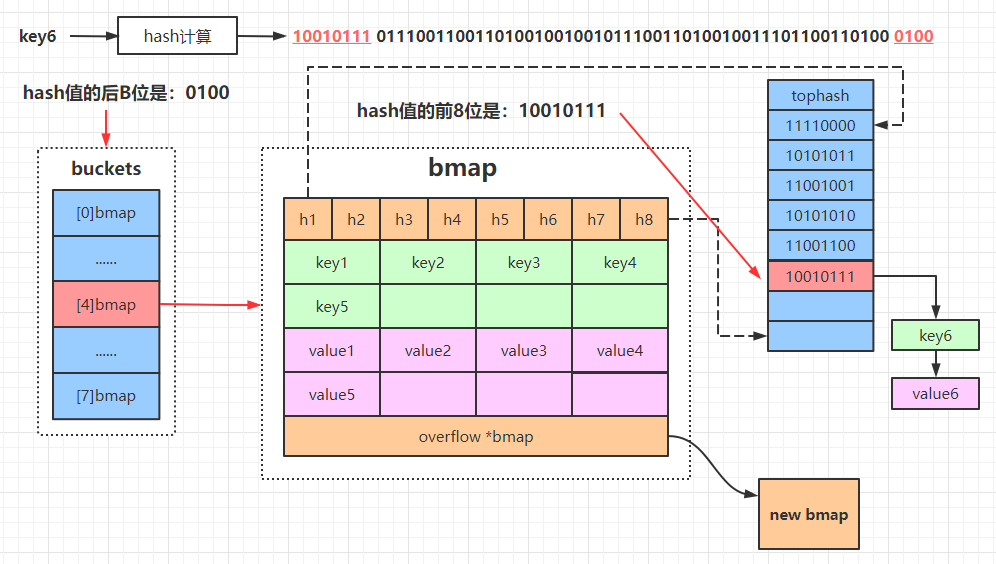 key6
hash计算
10010111 0111001100110100100100101110011010010011101100110100 0100
hash值的后B位是：0100
hash值的前8位是：10010111
buckets
[0]bmap
......
[4]bmap
......
[7]bmap
bmap
h1 h2 h3 h4 h5 h6 h7 h8
key1 key2 key3 key4
key5
value1 value2 value3 value4
value5
overflow *bmap
tophash
11110000
10101011
11001001
10101010
11001100
10010111
key6
value6
new bmap